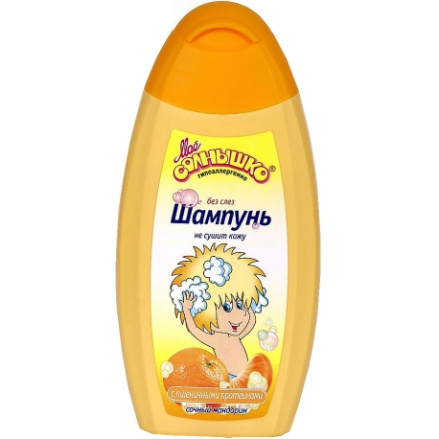 Моё
СОЛНЫШКО®
гипоаллергенно
без слез
Шампунь
не сушит кожу
с пшеничными протеинами
сочный мандарин